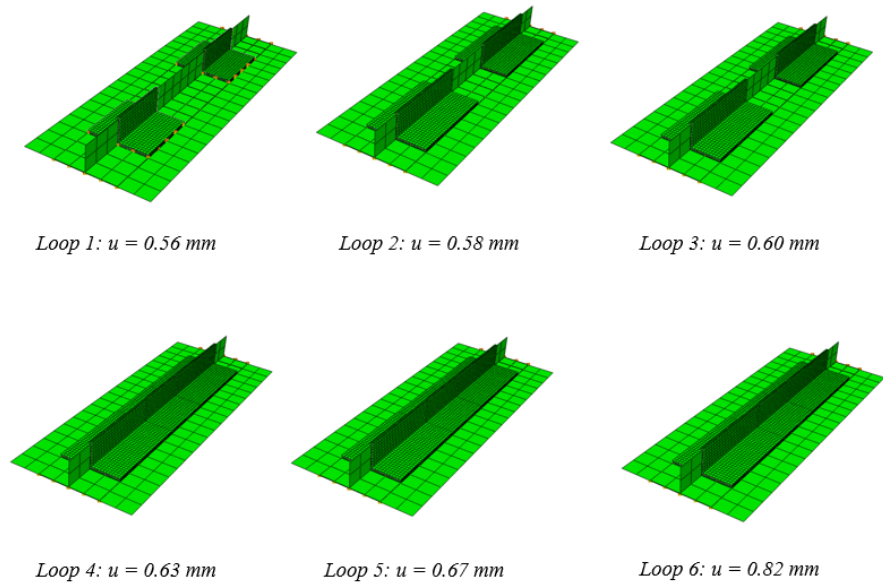 Loop 1: u = 0.56 mm
Loop 2: u = 0.58 mm
Loop 3: u = 0.60 mm
Loop 4: u = 0.63 mm
Loop 5: u = 0.67 mm
Loop 6: u = 0.82 mm